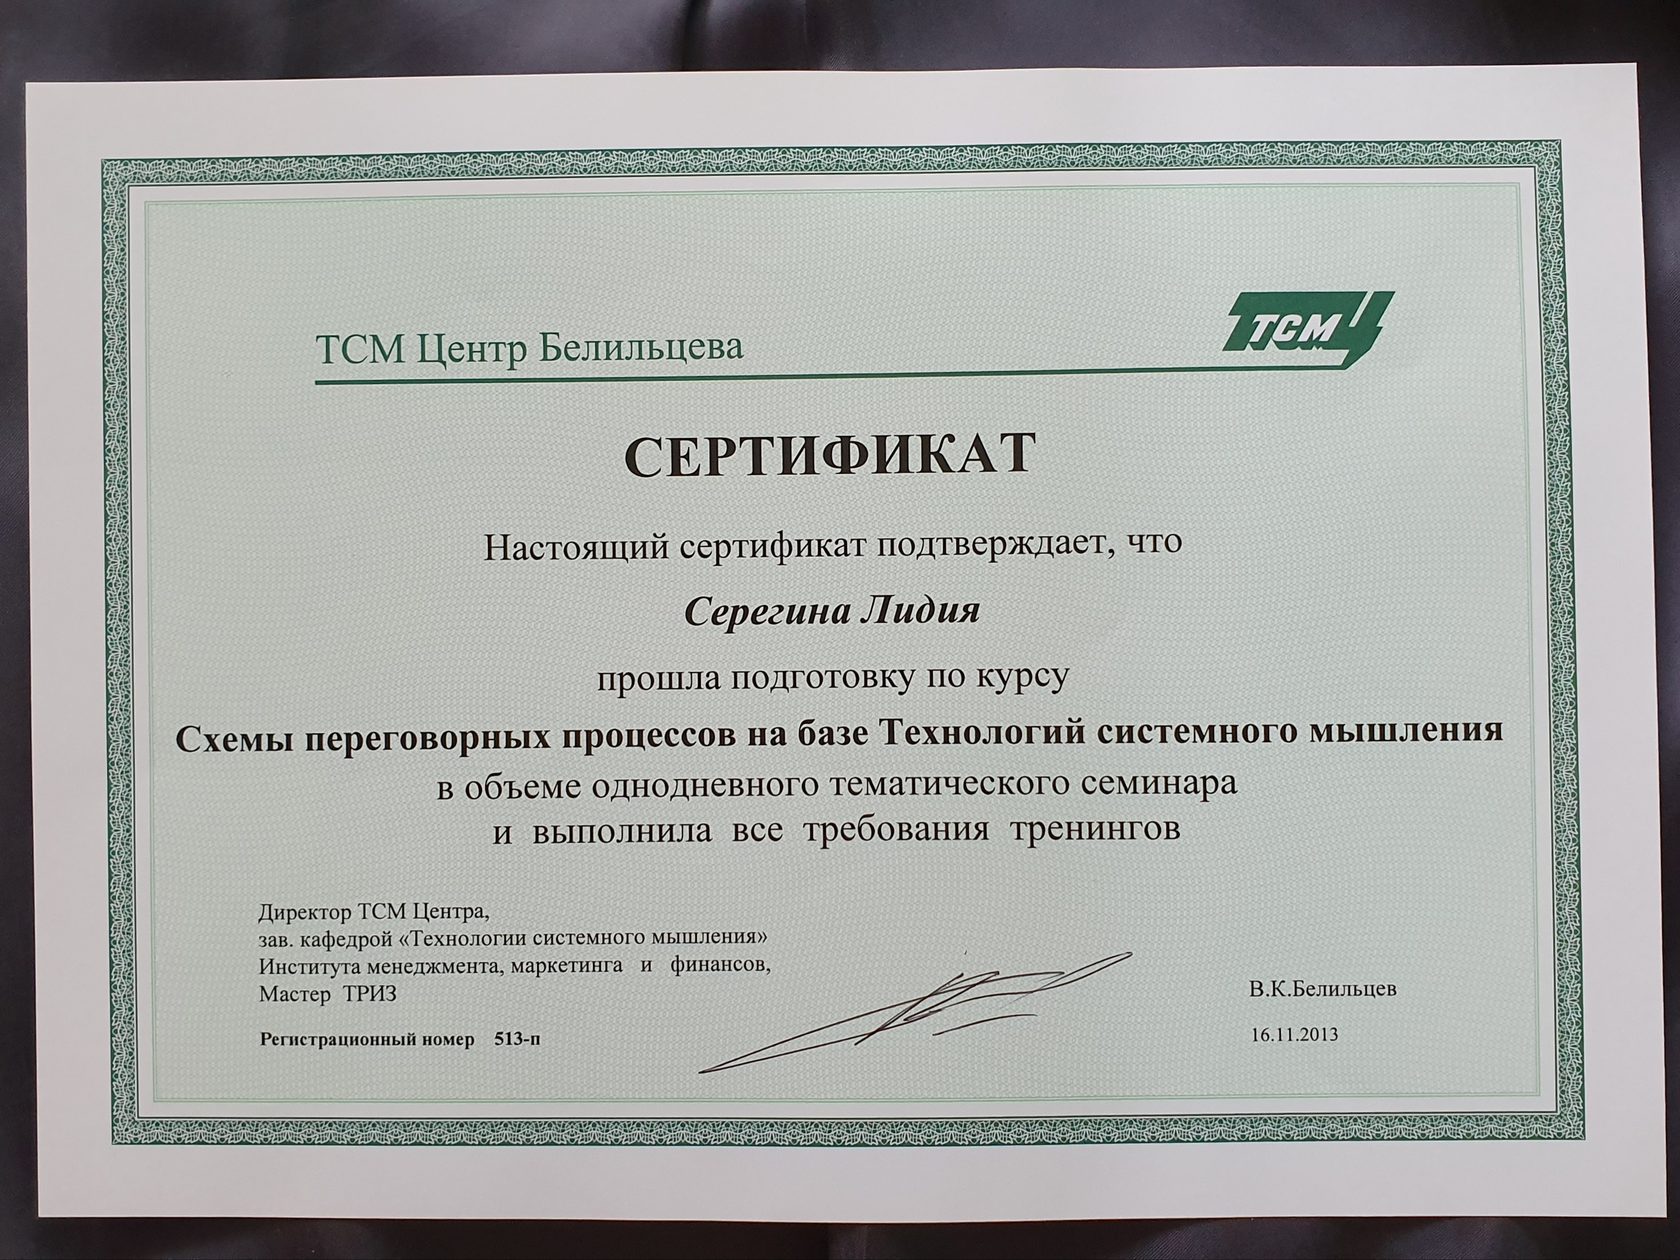 ТСМ Центр Белильцева
ТСМЦ
СЕРТИФИКАТ
Настоящий сертификат подтверждает, что
Серегина Лидия
прошла подготовку по курсу
Схемы переговорных процессов на базе Технологий системного мышления
в объеме однодневного тематического семинара
и выполнила все требования тренингов
Директор ТСМ Центра,
зав. кафедрой «Технологии системного мышления»
Института менеджмента, маркетинга и финансов,
Мастер ТРИЗ
В.К.Белильцев
Регистрационный номер 513-п
16.11.2013